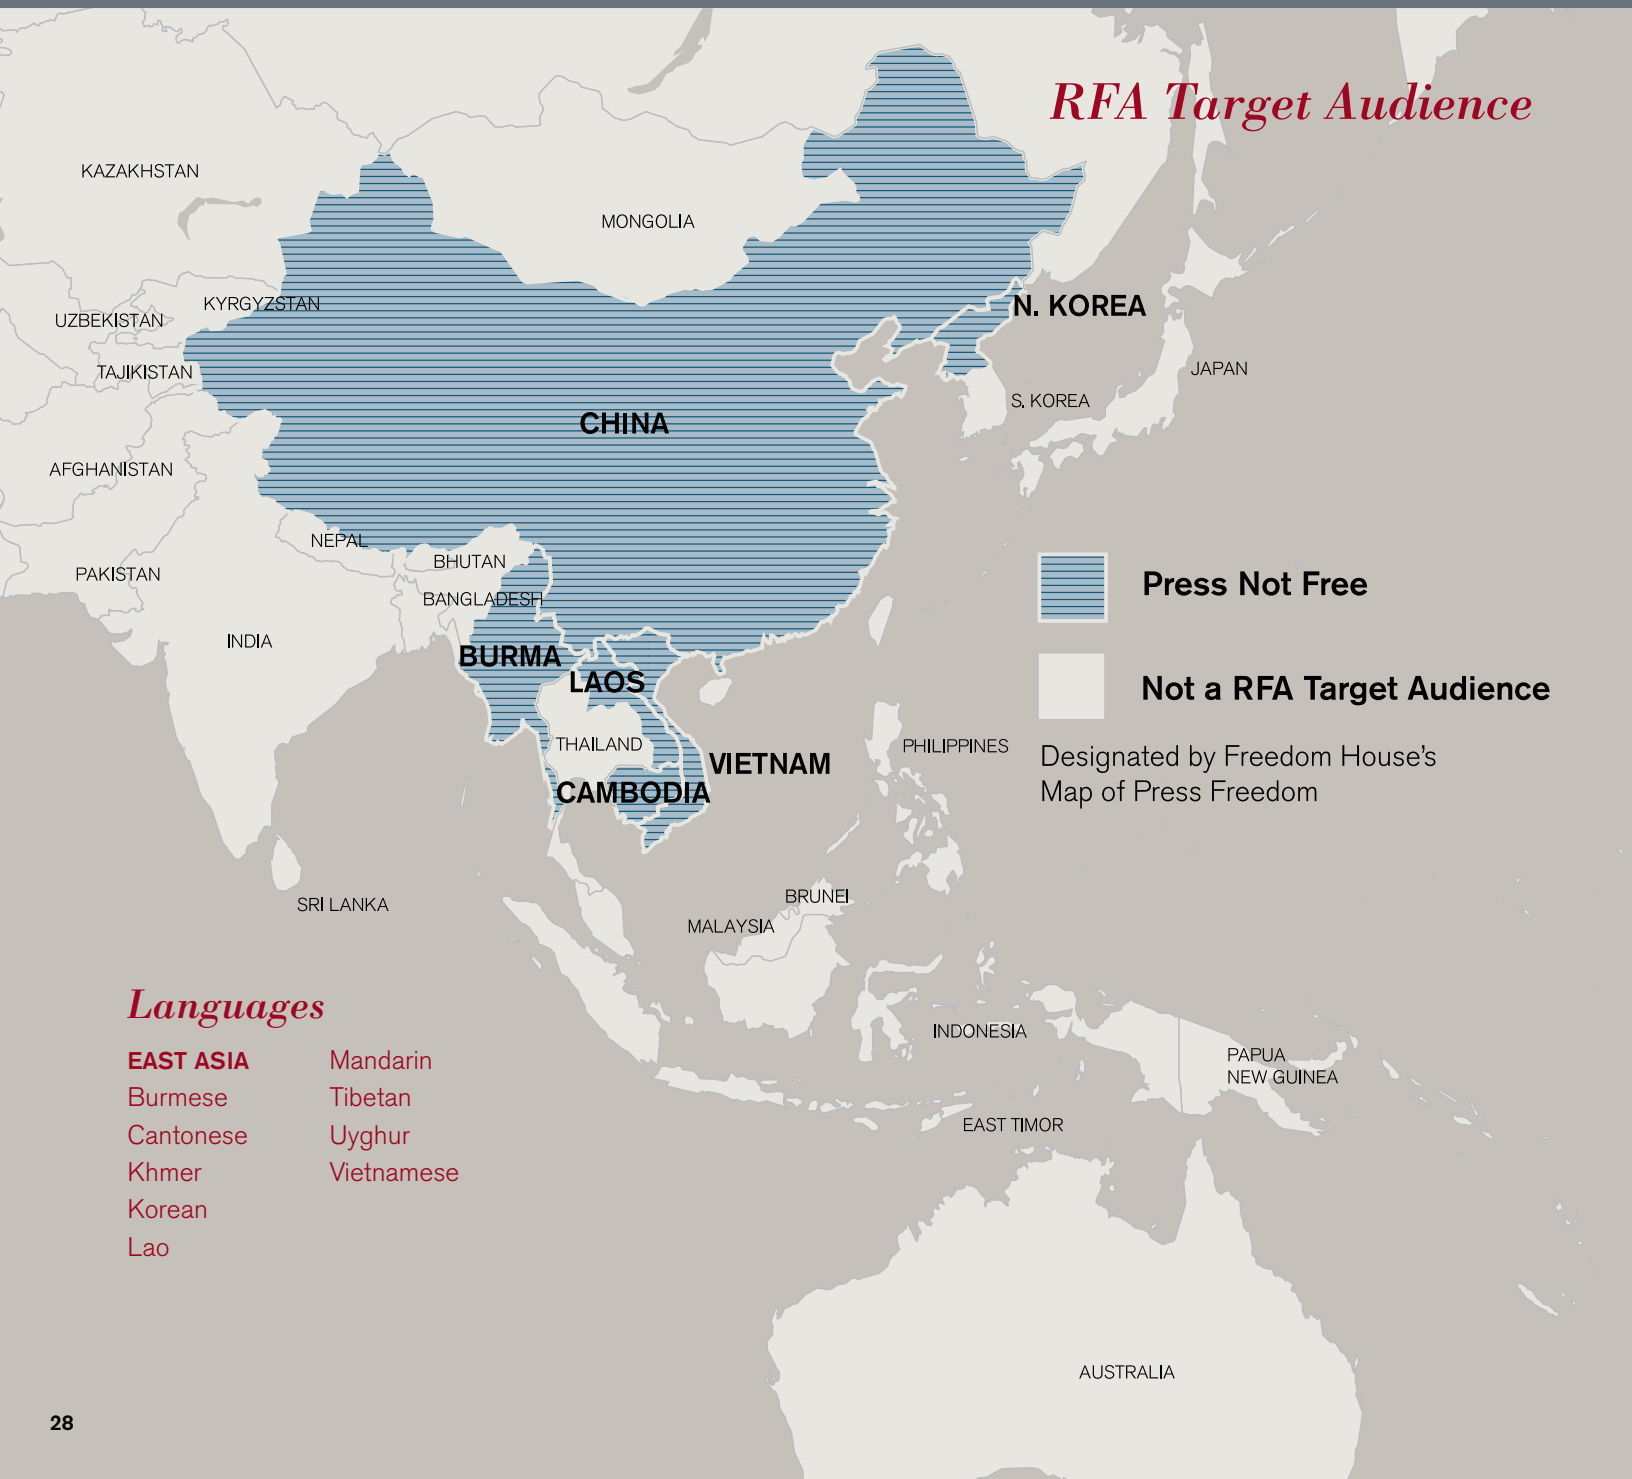 RFA Target Audience
KAZAKHSTAN
MONGOLIA
KYRGYZSTAN
N. KOREA
UZBEKISTAN
TAJIKISTAN
JAPAN
S. KOREA
CHINA
AFGHANISTAN
NEPAL
BHUTAN
PAKISTAN
Press Not Free
BANGLADESH
INDIA
BURMA
LAOS
Not a RFA Target Audience
THAILAND
PHILIPPINES
VIETNAM
Designated by Freedom House's
Map of Press Freedom
CAMBODIA
BRUNEI
SRI LANKA
MALAYSIA
INDONESIA
PAPUA
NEW GUINEA
EAST TIMOR
Languages
EAST ASIA
Burmese
Cantonese
Khmer
Korean
Lao
Mandarin
Tibetan
Uyghur
Vietnamese
AUSTRALIA
28